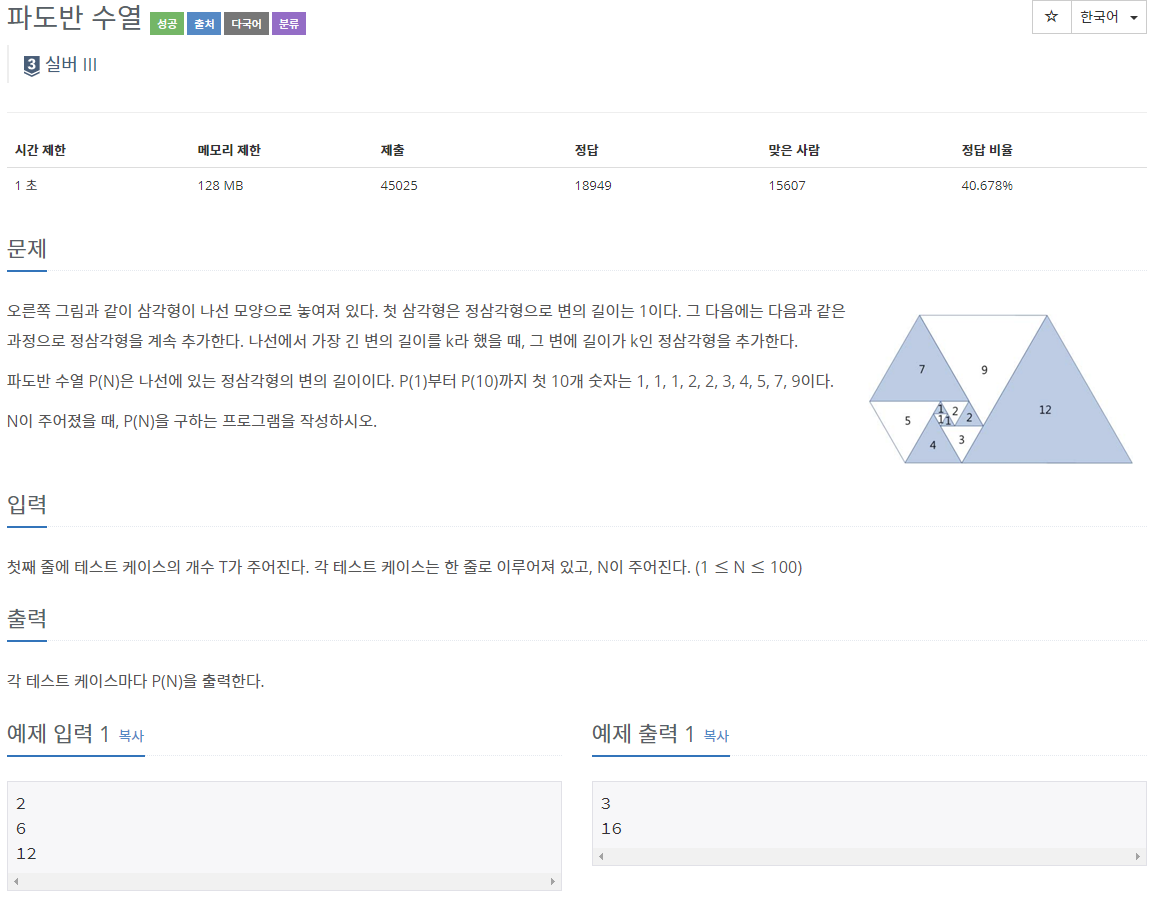 파도반 수열 성공 출처 다국어 분류
☆ 한국어
3 실버 III
시간 제한 메모리 제한 제출 정답 맞은 사람 정답 비율
1 초 128 MB 45025 18949 15607 40.678%
문제
오른쪽 그림과 같이 삼각형이 나선 모양으로 놓여져 있다. 첫 삼각형은 정삼각형으로 변의 길이는 1이다. 그 다음에는 다음과 같은
과정으로 정삼각형을 계속 추가한다. 나선에서 가장 긴 변의 길이를 k라 했을 때, 그 변에 길이가 k인 정삼각형을 추가한다.
파도반 수열 P(N)은 나선에 있는 정삼각형의 변의 길이이다. P(1)부터 P(10)까지 첫 10개 숫자는 1, 1, 1, 2, 2, 3, 4, 5, 7, 9이다.
N이 주어졌을 때, P(N)을 구하는 프로그램을 작성하시오.
7 9
12
1 2
5 1 1 2
4 3
입력
첫째 줄에 테스트 케이스의 개수 T가 주어진다. 각 테스트 케이스는 한 줄로 이루어져 있고, N이 주어진다. (1 ≤ N ≤ 100)
출력
각 테스트 케이스마다 P(N)을 출력한다.
예제 입력 1 복사
2
6
12
예제 출력 1 복사
3
16